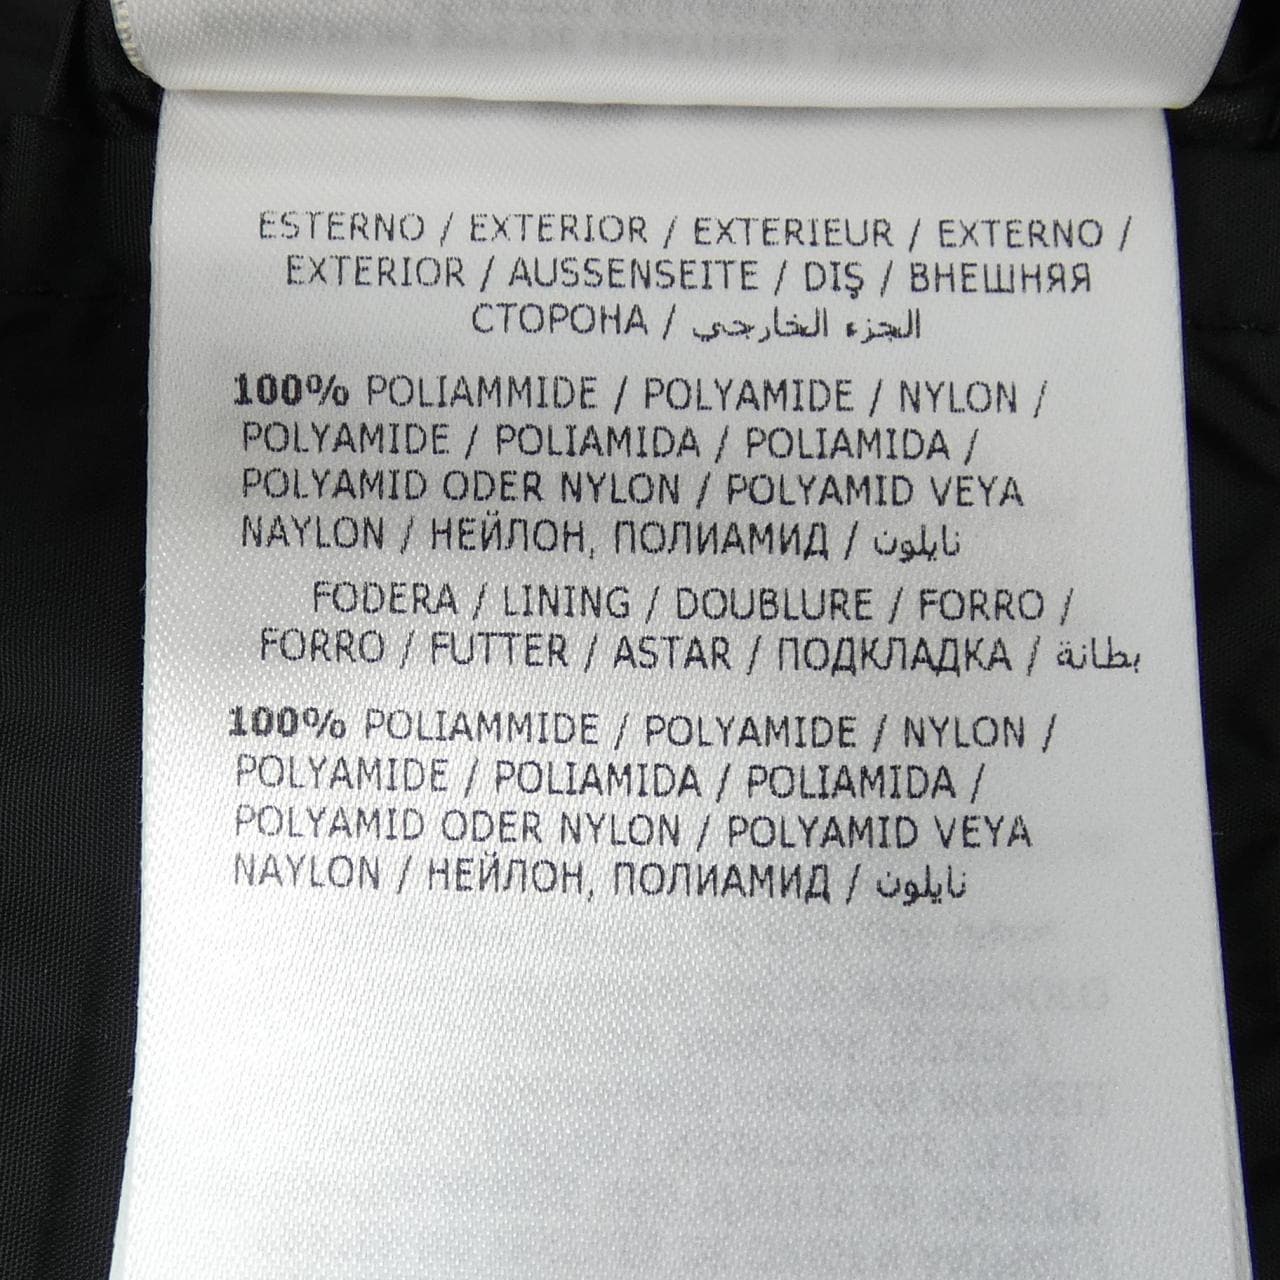 ESTERNO / EXTERIOR / EXTERIEUR / EXTERNO /
EXTERIOR / AUSSENSEITE / DIŞ / ВНЕШНЯЯ
СТОРОНА / الجزء الخارجي
100% POLIAMMIDE / POLYAMIDE / NYLON /
POLYAMIDE / POLIAMIDA / POLIAMIDA /
POLYAMID ODER NYLON / POLYAMID VEYA
NAYLON / НЕЙЛОН, ПОЛИАМИД / نايلون
FODERA / LINING / DOUBLURE / FORRO /
FORRO / FUTTER / ASTAR / ПОДКЛАДКА / بطانة
100% POLIAMMIDE / POLYAMIDE / NYLON /
POLYAMIDE / POLIAMIDA / POLIAMIDA /
POLYAMID ODER NYLON / POLYAMID VEYA
NAYLON / НЕЙЛОН, ПОЛИАМИД / نايلون